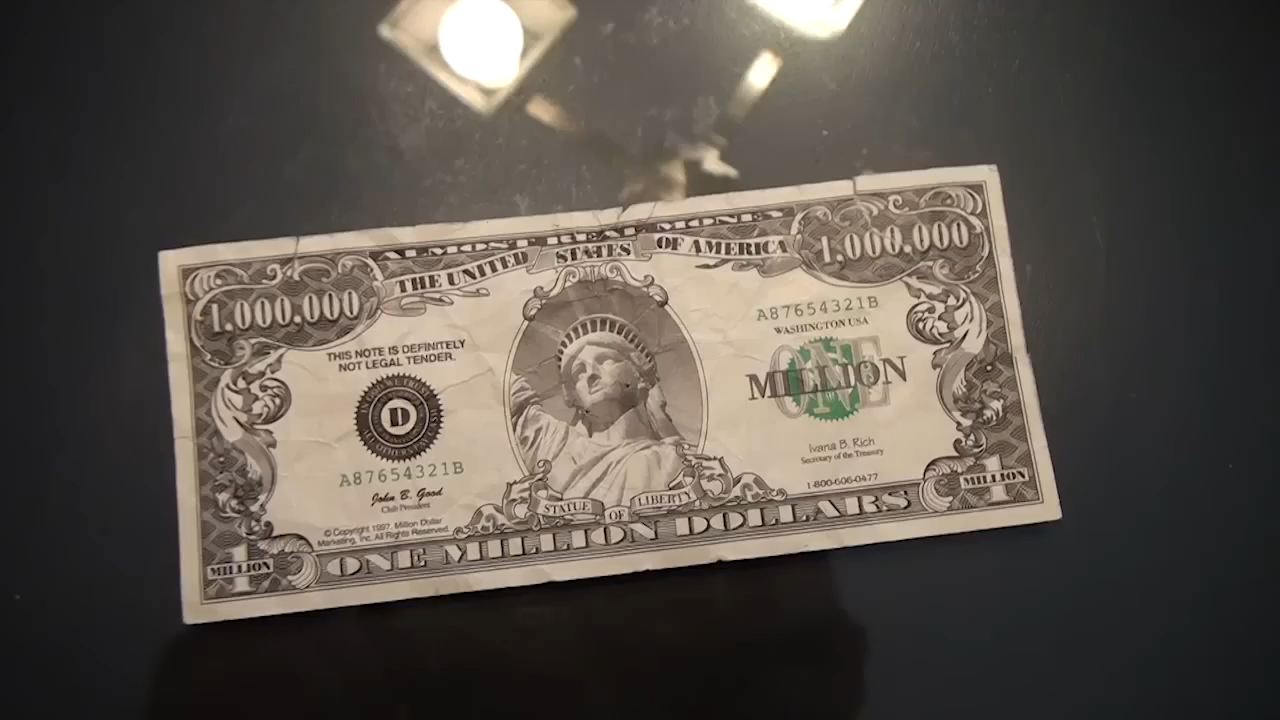 ALMOST REAL MONEY
THE UNITED STATES OF AMERICA
1,000,000
1,000,000
THIS NOTE IS DEFINITELY
NOT LEGAL TENDER.
D
A87654321B
John B. Good
Club President
© Copyright 1997, Million Dollar
Marketing, Inc. All Rights Reserved.
A87654321B
WASHINGTON USA
ONE
MILLION
Ivana B. Rich
Secretary of the Treasury
1-800-606-0477
STATUE OF LIBERTY
1
MILLION
ONE MILLION DOLLARS
1
MILLION